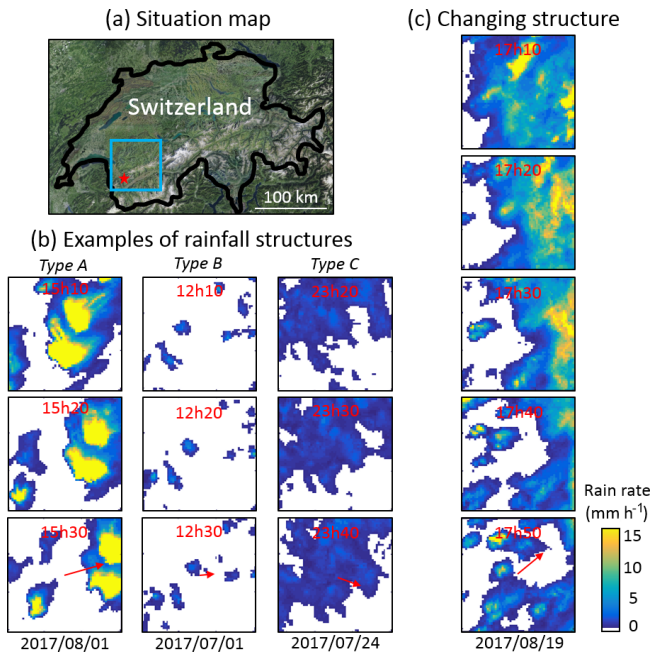 (a) Situation map
Switzerland
100 km
(b) Examples of rainfall structures
Type A Type B Type C
15h10 12h10 23h20
15h20 12h20 23h30
15h30 12h30 23h40
2017/08/01 2017/07/01 2017/07/24
(c) Changing structure
17h10
17h20
17h30
17h40
17h50
2017/08/19
Rain rate
(mm h⁻¹)
15
10
5
0